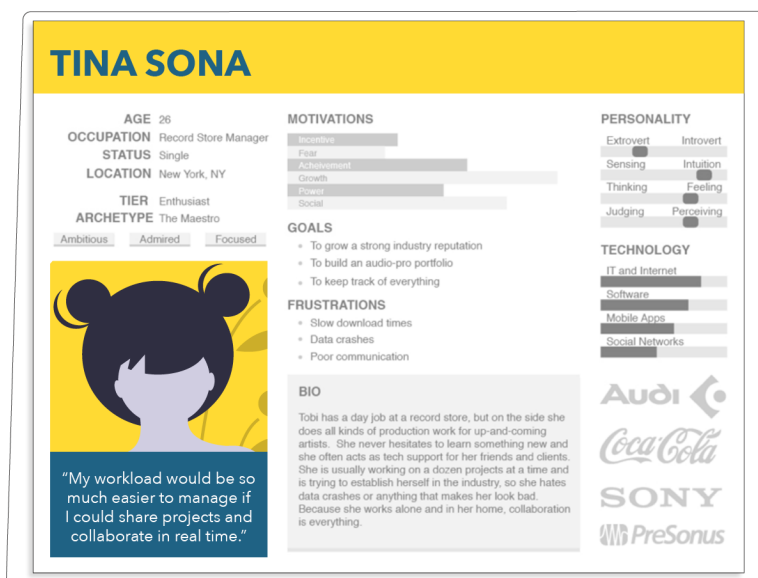 TINA SONA
AGE 26
OCCUPATION Record Store Manager
STATUS Single
LOCATION New York, NY
TIER Enthusiast
ARCHETYPE The Maestro
Ambitious Admired Focused
“My workload would be so
much easier to manage if
I could share projects and
collaborate in real time.”
MOTIVATIONS
Incentive
Fear
Acheivement
Growth
Power
Social
GOALS
To grow a strong industry reputation
To build an audio-pro portfolio
To keep track of everything
FRUSTRATIONS
Slow download times
Data crashes
Poor communication
BIO
Tobi has a day job at a record store, but on the side she
does all kinds of production work for up-and-coming
artists. She never hesitates to learn something new and
she often acts as tech support for her friends and clients.
She is usually working on a dozen projects at a time and
is trying to establish herself in the industry, so she hates
data crashes or anything that makes her look bad.
Because she works alone and in her home, collaboration
is everything.
PERSONALITY
Extrovert Introvert
Sensing Intuition
Thinking Feeling
Judging Perceiving
TECHNOLOGY
IT and Internet
Software
Mobile Apps
Social Networks
AUDI
Coca-Cola
SONY
PreSonus